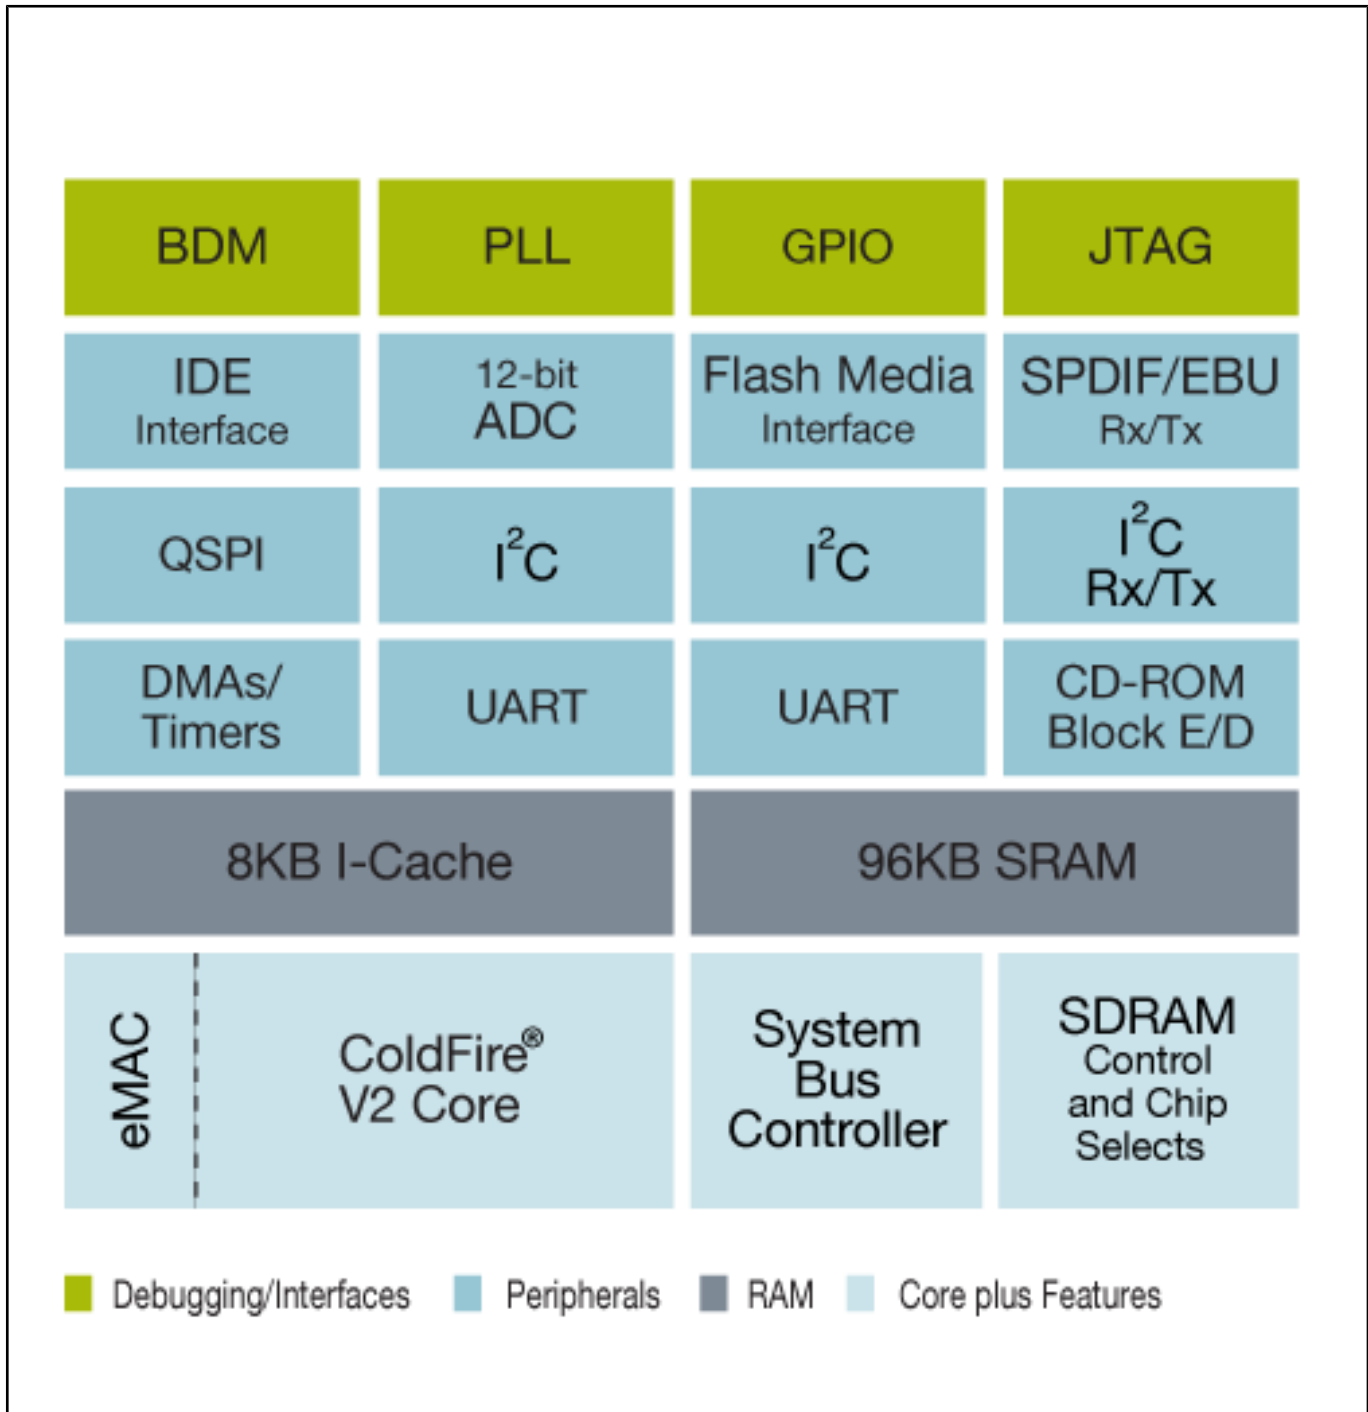 BDM
PLL
GPIO
JTAG
IDE
Interface
12-bit
ADC
Flash Media
Interface
SPDIF/EBU
Rx/Tx
QSPI
I²C
I²C
I²C
Rx/Tx
DMAs/
Timers
UART
UART
CD-ROM
Block E/D
8KB I-Cache
96KB SRAM
eMAC
ColdFire®
V2 Core
System
Bus
Controller
SDRAM
Control
and Chip
Selects
Debugging/Interfaces
Peripherals
RAM
Core plus Features